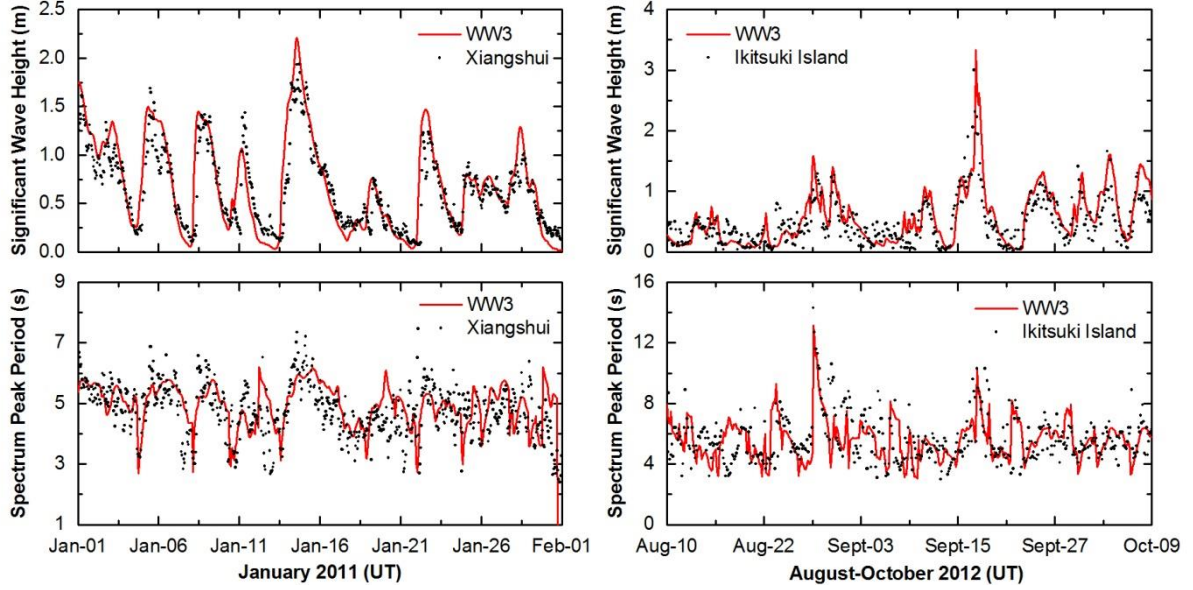 Significant Wave Height (m)
2.5
2.0
1.5
1.0
0.5
0.0
WW3
Xiangshui
Significant Wave Height (m)
4
3
2
1
0
WW3
Ikitsuki Island
Spectrum Peak Period (s)
9
7
5
3
1
WW3
Xiangshui
Jan-01 Jan-06 Jan-11 Jan-16 Jan-21 Jan-26 Feb-01
January 2011 (UT)
Spectrum Peak Period (s)
16
12
8
4
0
WW3
Ikitsuki Island
Aug-10 Aug-22 Sept-03 Sept-15 Sept-27 Oct-09
August-October 2012 (UT)